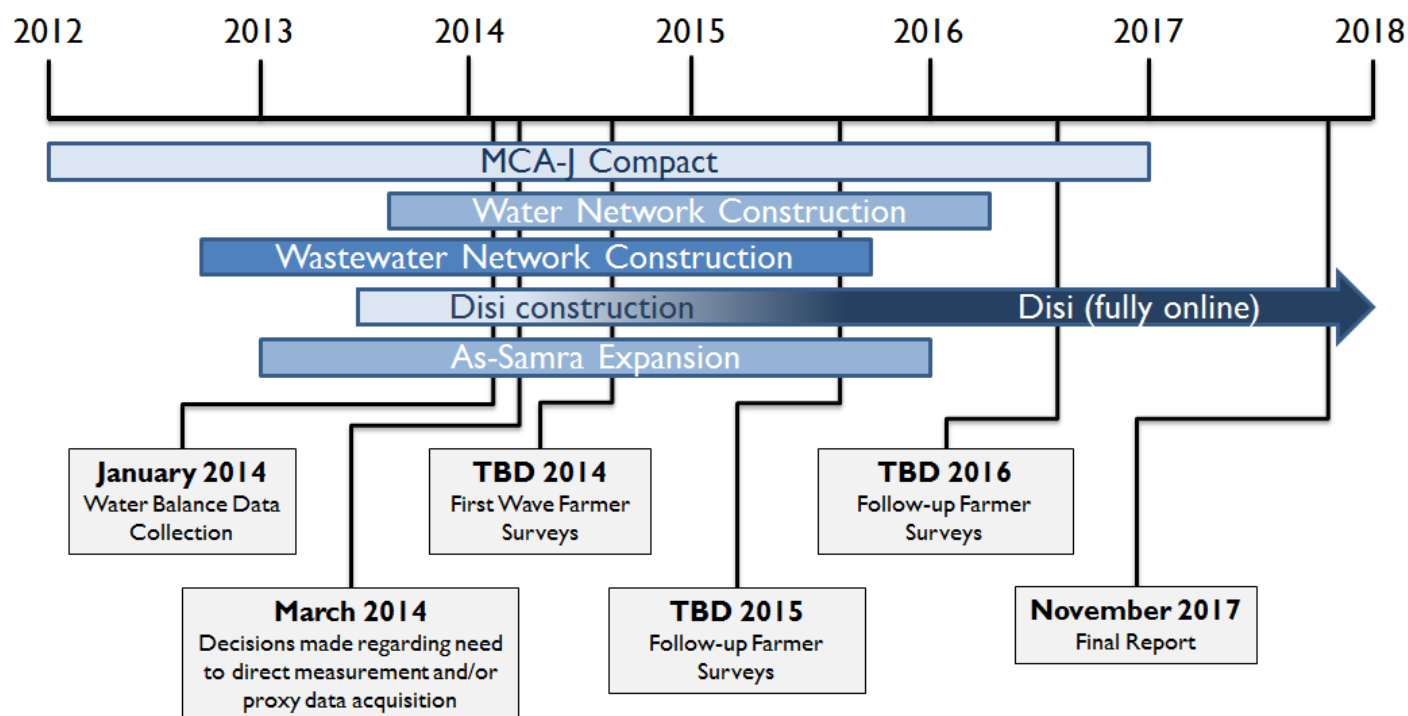 2012 2013 2014 2015 2016 2017 2018
MCA-J Compact
Water Network Construction
Wastewater Network Construction
Disi construction Disi (fully online)
As-Samra Expansion
January 2014
Water Balance Data
Collection
TBD 2014
First Wave Farmer
Surveys
TBD 2016
Follow-up Farmer
Surveys
March 2014
Decisions made regarding need
to direct measurement and/or
proxy data acquisition
TBD 2015
Follow-up Farmer
Surveys
November 2017
Final Report